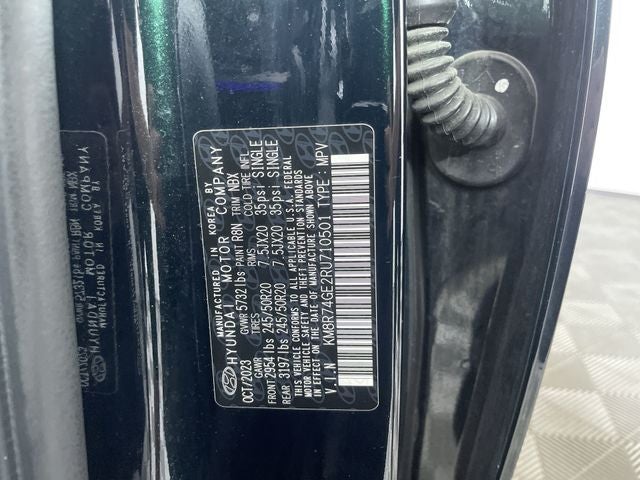 MANUFACTURED IN KOREA BY
HYUNDAI MOTOR COMPANY
OCT/2023 GVWR 5732 lbs PAINT R8N TRIM NBX
GAWR TIRES RIMS COLD TIRE INFL
FRONT 2954 lbs 245/50R20 7.5JX20 35psi SINGLE
REAR 3197 lbs 245/50R20 7.5JX20 35psi SINGLE
THIS VEHICLE CONFORMS TO ALL APPLICABLE U.S.A. FEDERAL
MOTOR VEHICLE SAFETY AND THEFT PREVENTION STANDARDS
IN EFFECT ON THE DATE OF MANUFACTURE SHOWN ABOVE.
V.I.N KM8R74GE2RU710501 TYPE : MPV